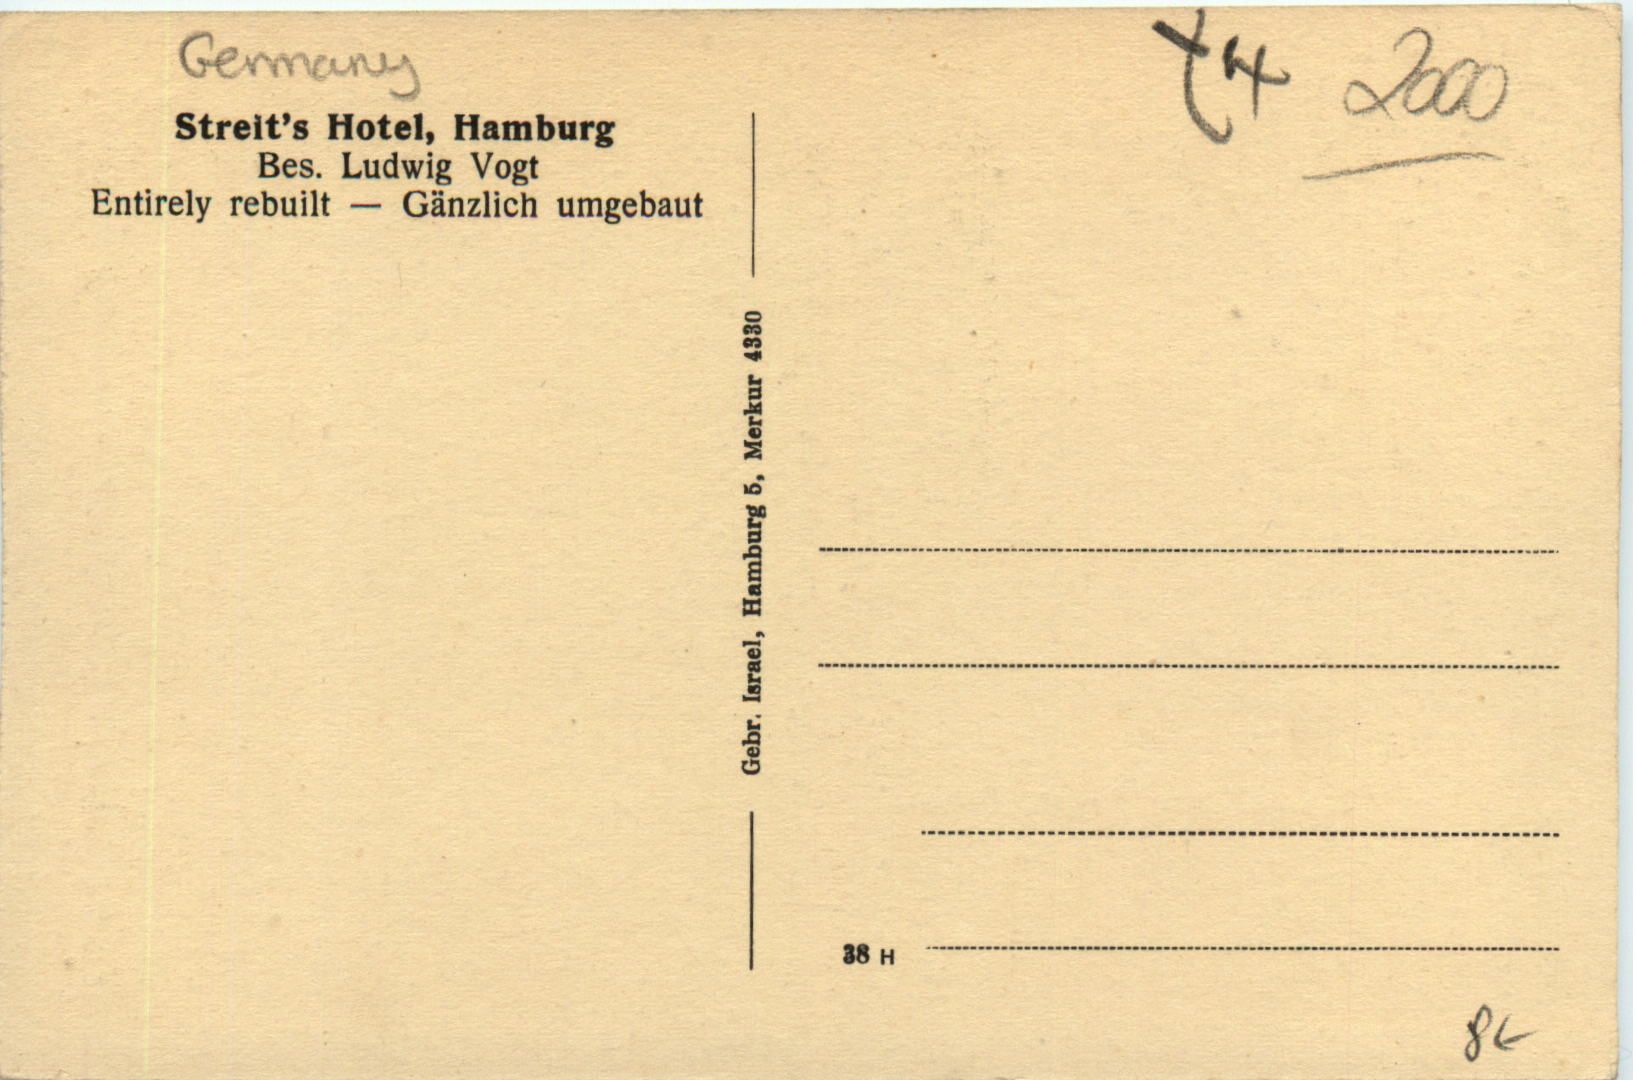 Germany
Streit's Hotel, Hamburg
Bes. Ludwig Vogt
Entirely rebuilt — Gänzlich umgebaut
Gebr. Israel, Hamburg 5, Merkur 4330
2000
38 H